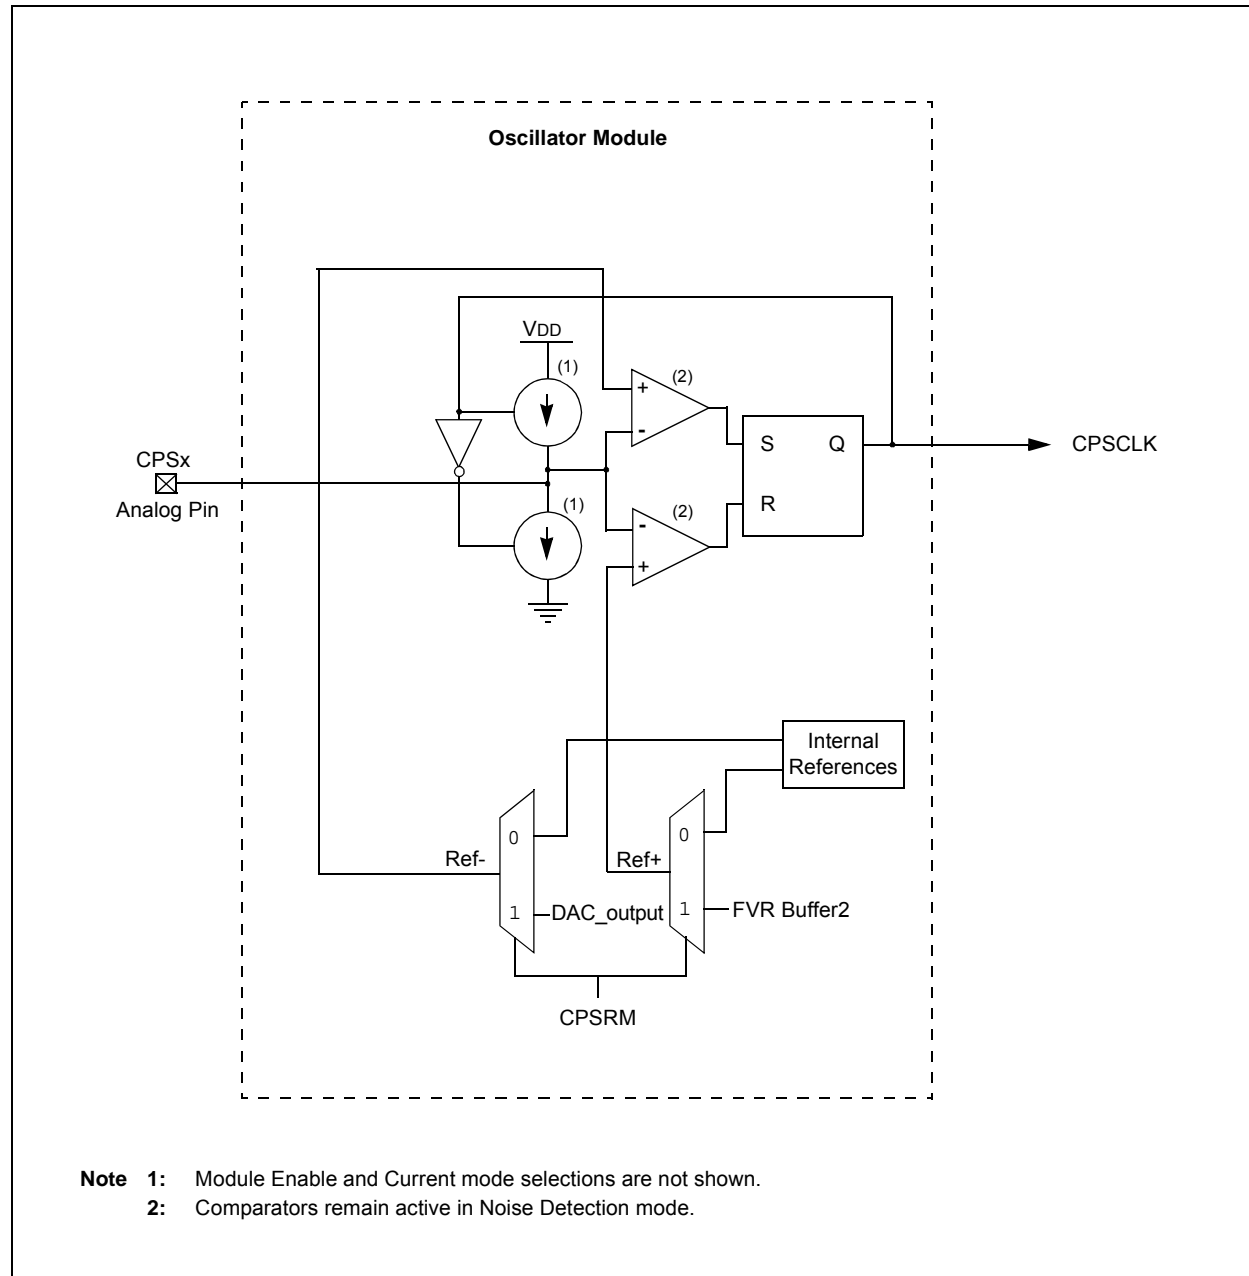 Oscillator Module
VDD
(1)
(2)
+
-
S Q
CPSCLK
CPSx
Analog Pin
(1)
(2)
-
+
R
Internal
References
0
0
Ref-
Ref+
1
DAC_output
1
FVR Buffer2
CPSRM
Note 1: Module Enable and Current mode selections are not shown.
2: Comparators remain active in Noise Detection mode.